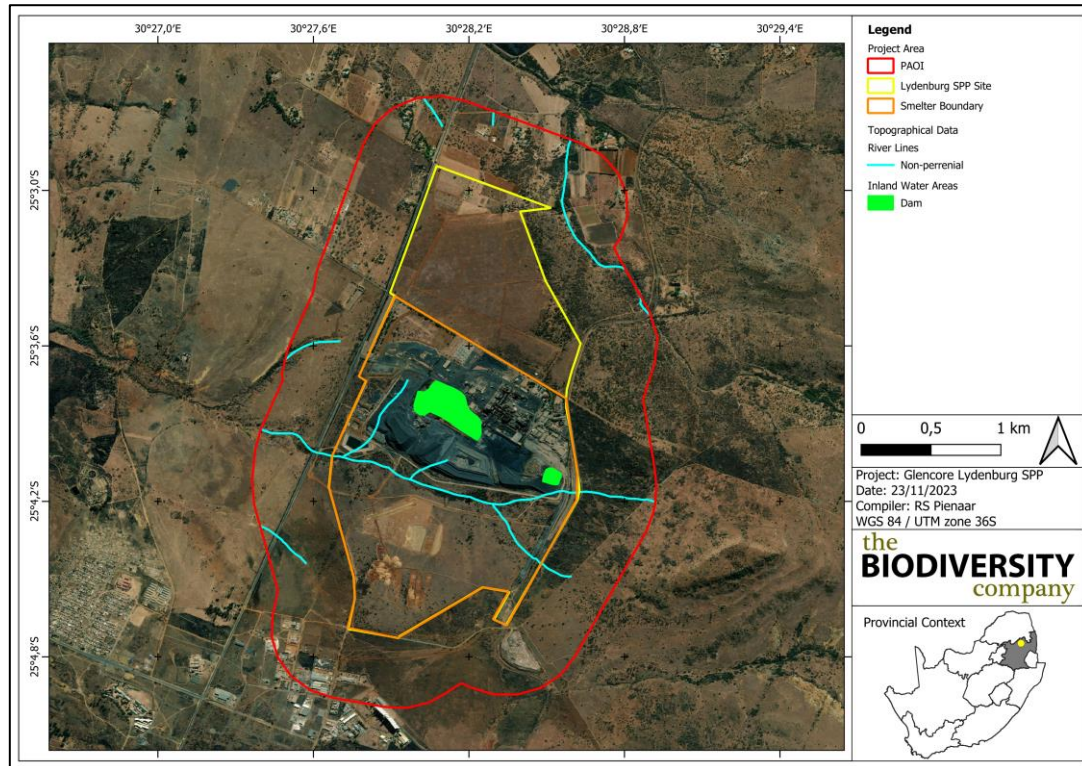 30°27,0'E 30°27,6'E 30°28,2'E 30°28,8'E 30°29,4'E
25°3,0'S
25°3,6'S
25°4,2'S
25°4,8'S
Legend
Project Area
PAOI
Lydenburg SPP Site
Smelter Boundary
Topographical Data
River Lines
Non-perrenial
Inland Water Areas
Dam
0 0,5 1 km
Project: Glencore Lydenburg SPP
Date: 23/11/2023
Compiler: RS Pienaar
WGS 84 / UTM zone 36S
the
BIODIVERSITY
company
Provincial Context